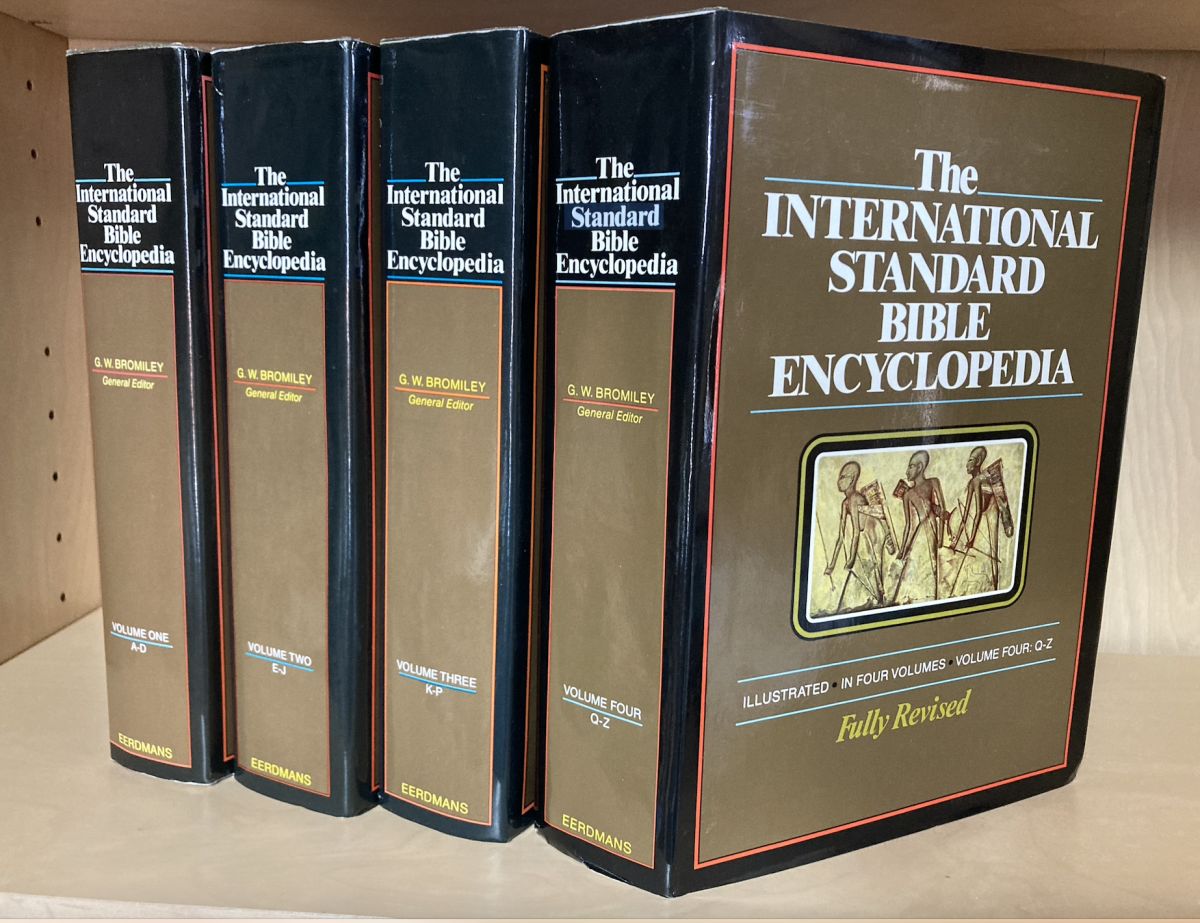 The
International
Standard
Bible
Encyclopedia
G. W. BROMILEY
General Editor
VOLUME ONE
A-D
EERDMANS
The
International
Standard
Bible
Encyclopedia
G. W. BROMILEY
General Editor
VOLUME TWO
E-J
EERDMANS
The
International
Standard
Bible
Encyclopedia
G. W. BROMILEY
General Editor
VOLUME THREE
K-P
EERDMANS
The
International
Standard
Bible
Encyclopedia
G. W. BROMILEY
General Editor
VOLUME FOUR
Q-Z
EERDMANS
The
INTERNATIONAL
STANDARD
BIBLE
ENCYCLOPEDIA
ILLUSTRATED • IN FOUR VOLUMES • VOLUME FOUR: Q-Z
Fully Revised